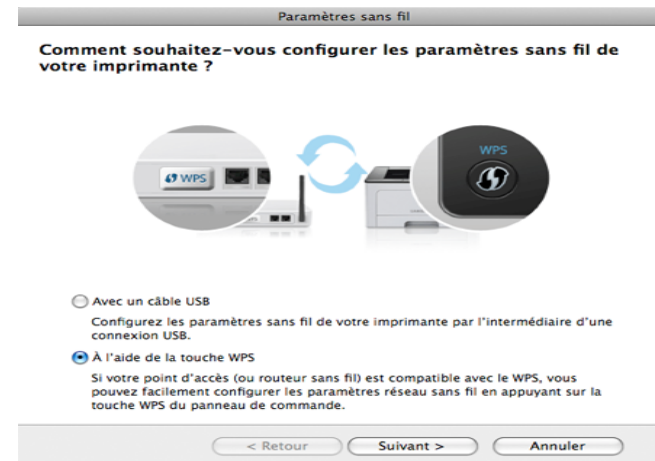 Paramètres sans fil
Comment souhaitez-vous configurer les paramètres sans fil de
votre imprimante ?
WPS
WPS
Avec un câble USB
Configurez les paramètres sans fil de votre imprimante par l'intermédiaire d'une
connexion USB.
À l'aide de la touche WPS
Si votre point d'accès (ou routeur sans fil) est compatible avec le WPS, vous
pouvez facilement configurer les paramètres réseau sans fil en appuyant sur la
touche WPS du panneau de commande.
< Retour
Suivant >
Annuler